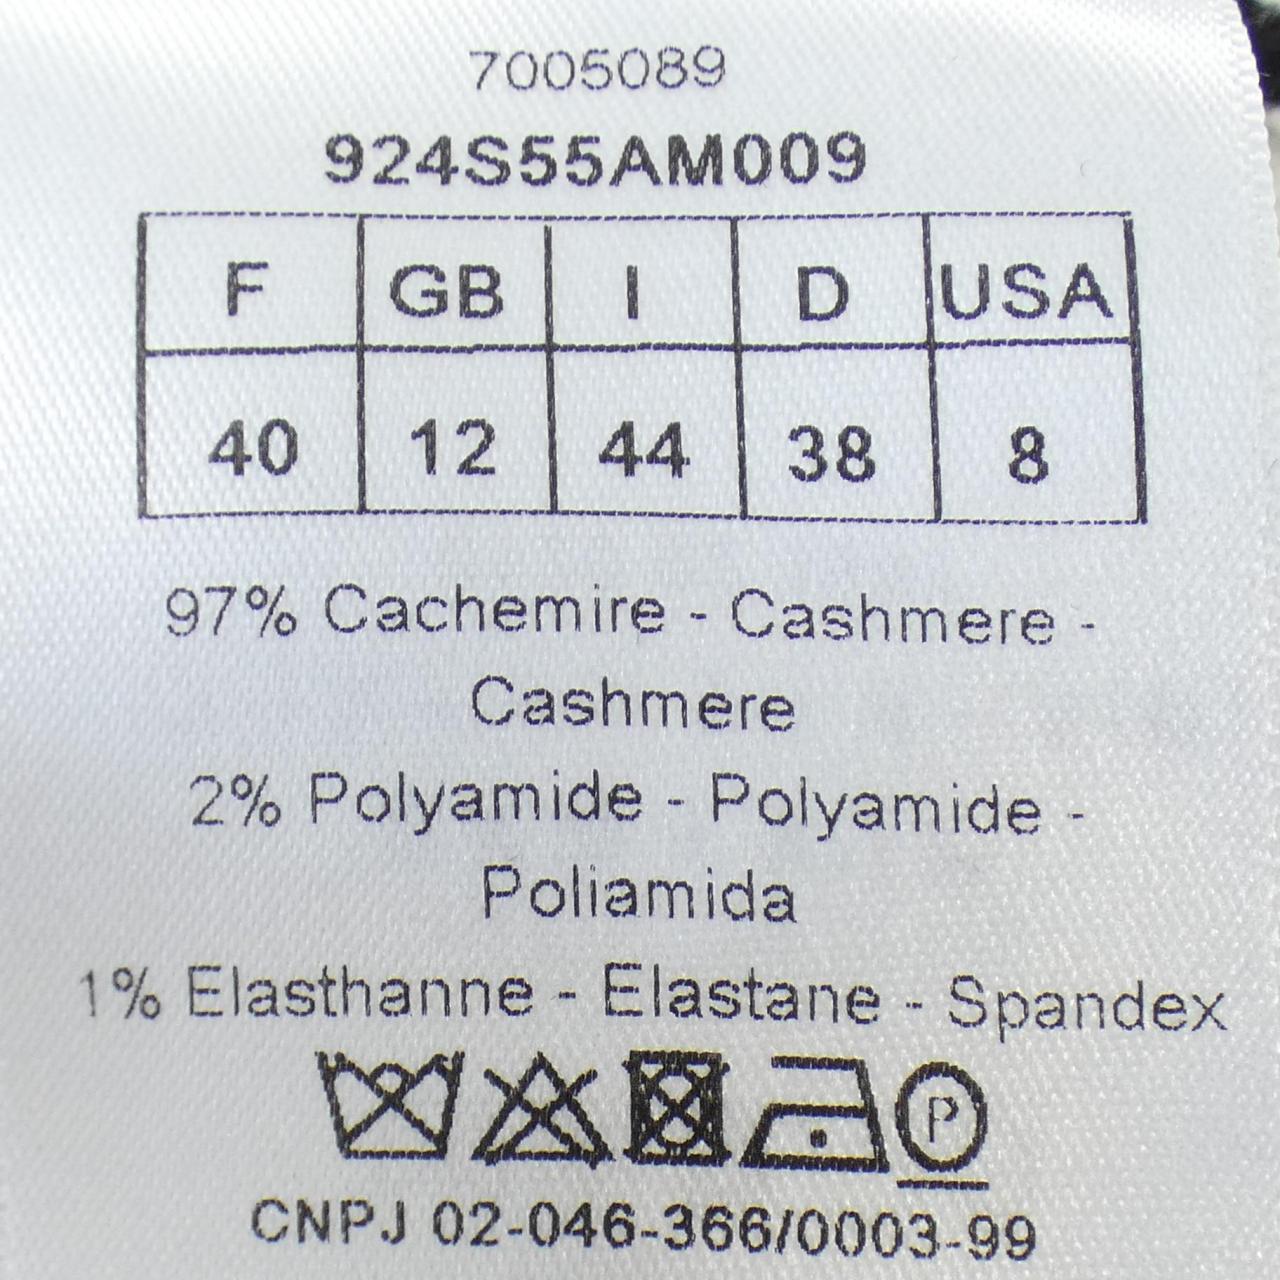 7005089
924S55AM009
F GB I D USA
40 12 44 38 8
97% Cachemire - Cashmere -
Cashmere
2% Polyamide - Polyamide -
Poliamida
1% Elasthanne - Elastane - Spandex
P
CNPJ 02-046-366/0003-99